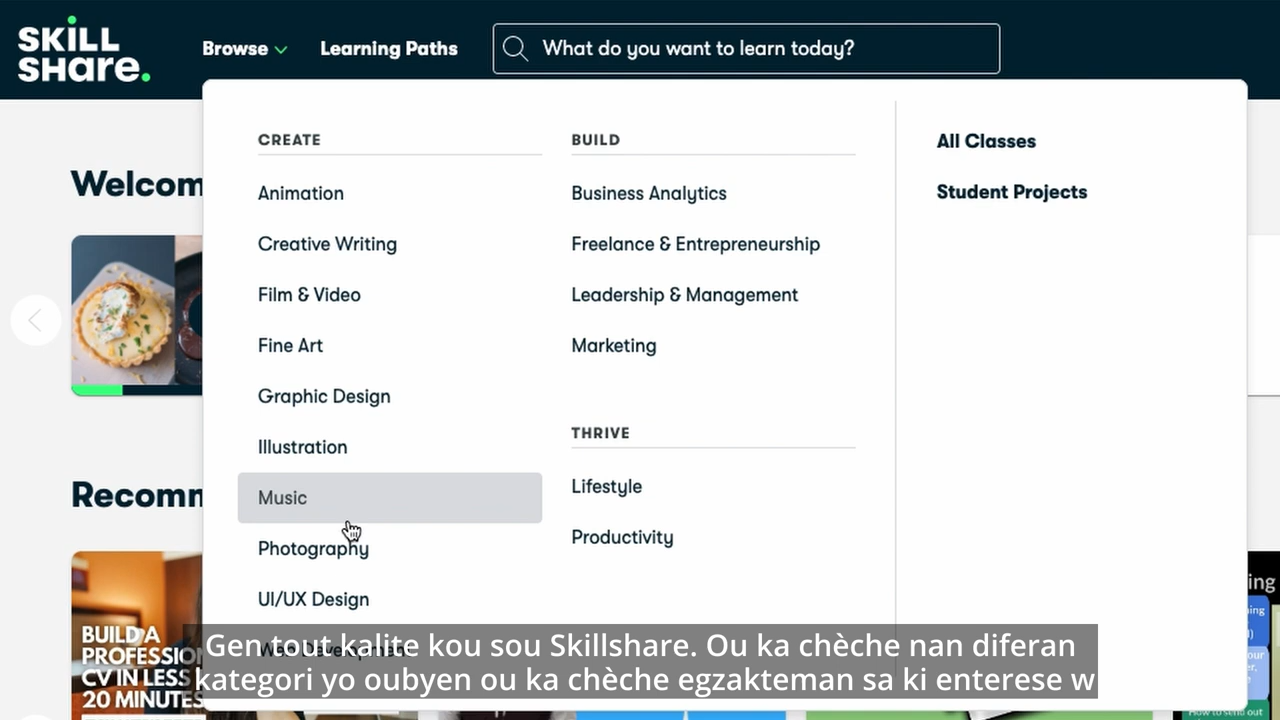 SKILL
SHARE.
Browse
Learning Paths
What do you want to learn today?
Welcom
CREATE
Animation
Creative Writing
Film & Video
Fine Art
Graphic Design
Illustration
Music
Photography
UI/UX Design
BUILD
Business Analytics
Freelance & Entrepreneurship
Leadership & Management
Marketing
THRIVE
Lifestyle
Productivity
All Classes
Student Projects
Recomm
BUILD A
PROFESSIO
CV IN LESS
20 MINUTES
Gen tout kalite kou sou Skillshare. Ou ka chèche nan diferan
kategori yo oubyen ou ka chèche egzakteman sa ki enterese w